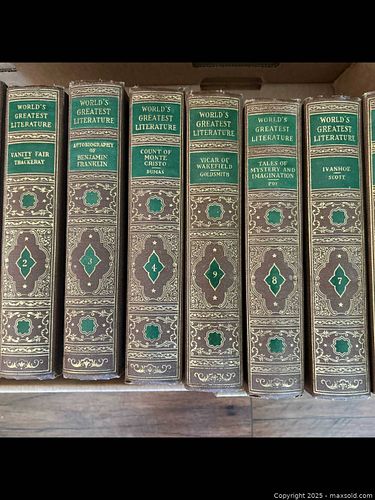 WORLD'S
GREATEST
LITERATURE
VANITY FAIR
THACKERAY
2
WORLD'S
GREATEST
LITERATURE
AUTOBIOGRAPHY
OF
BENJAMIN
FRANKLIN
3
WORLD'S
GREATEST
LITERATURE
COUNT OF
MONTE
CRISTO
DUMAS
4
WORLD'S
GREATEST
LITERATURE
VICAR OF
WAKEFIELD
GOLDSMITH
9
WORLD'S
GREATEST
LITERATURE
TALES OF
MYSTERY AND
IMAGINATION
POE
8
WORLD'S
GREATEST
LITERATURE
IVANHOE
SCOTT
7
Copyright 2025 - maxsold.com